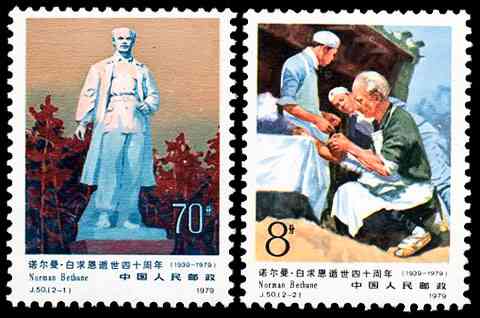 70分
诺尔曼·白求恩逝世四十周年 (1939-1979)
Norman Bethune 中国人民邮政
J.50.(2-1) 1979
8分
诺尔曼·白求恩逝世四十周年 (1939-1979)
Norman Bethune 中国人民邮政
J.50.(2-2) 1979